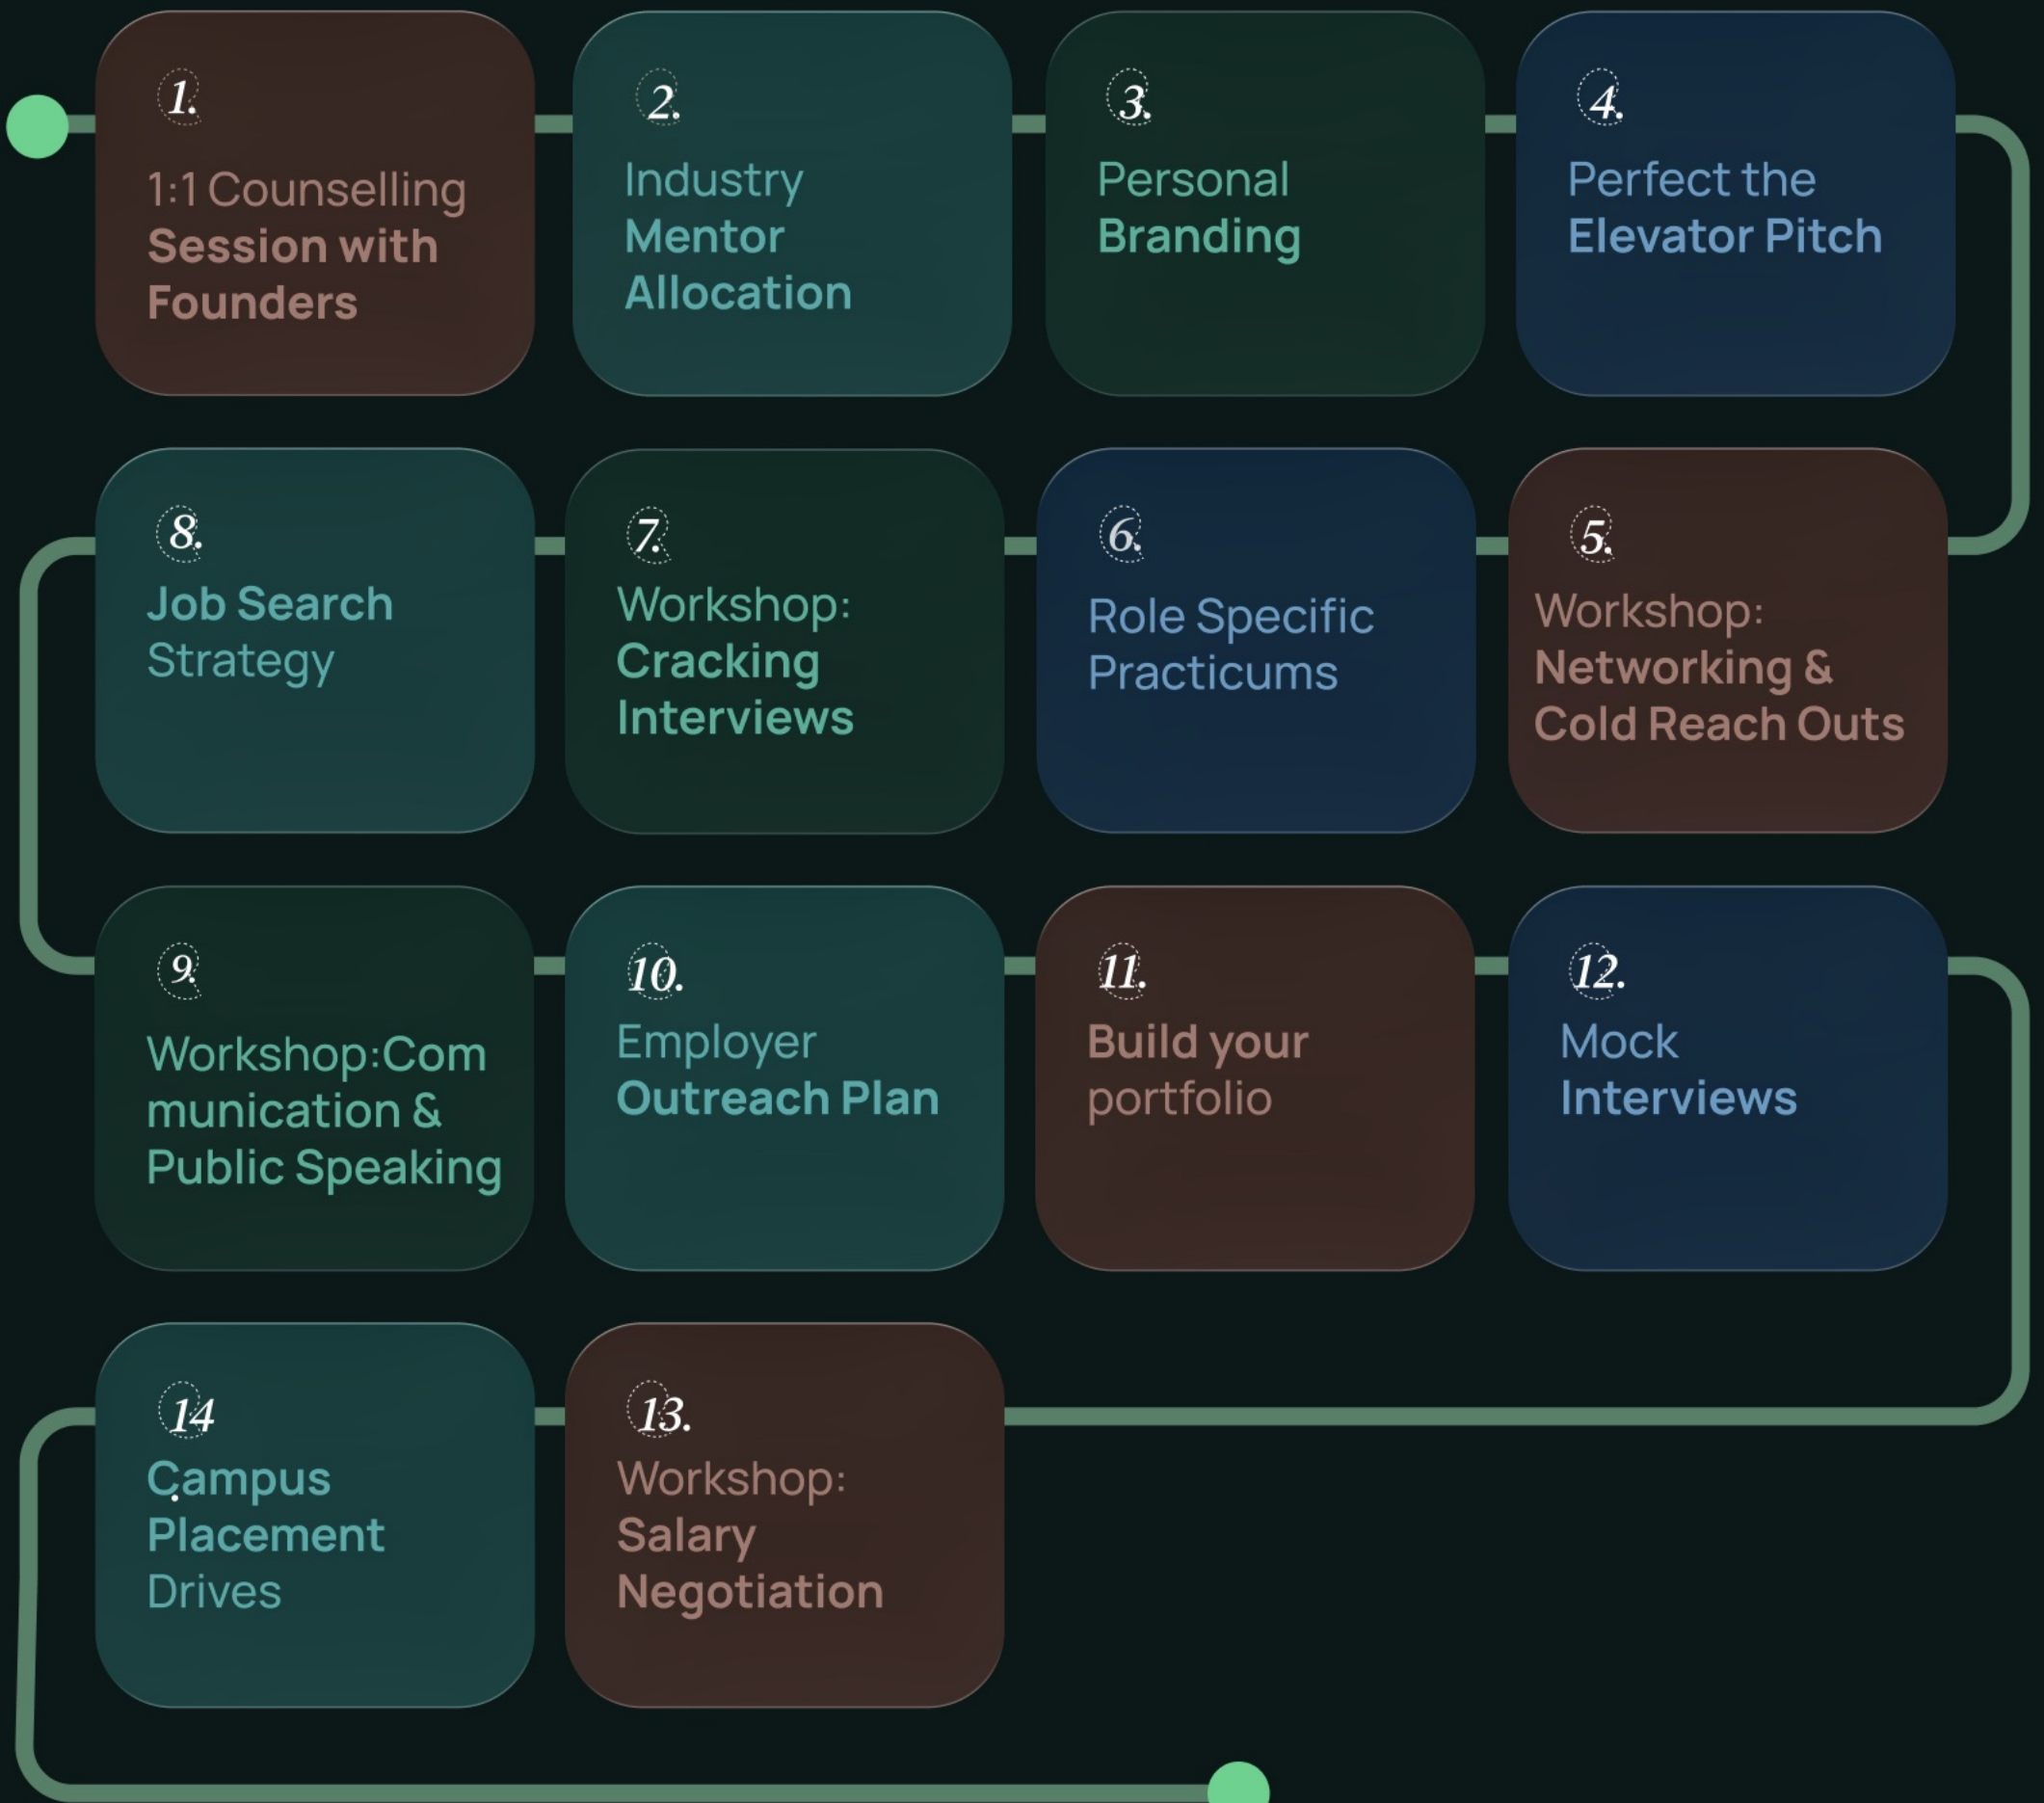 1.
1:1 Counselling
Session with
Founders
2.
Industry
Mentor
Allocation
3.
Personal
Branding
4.
Perfect the
Elevator Pitch
5.
Workshop:
Networking &
Cold Reach Outs
6.
Role Specific
Practicums
7.
Workshop:
Cracking
Interviews
8.
Job Search
Strategy
9.
Workshop:Com
munication &
Public Speaking
10.
Employer
Outreach Plan
11.
Build your
portfolio
12.
Mock
Interviews
13.
Workshop:
Salary
Negotiation
14
.
Campus
Placement
Drives